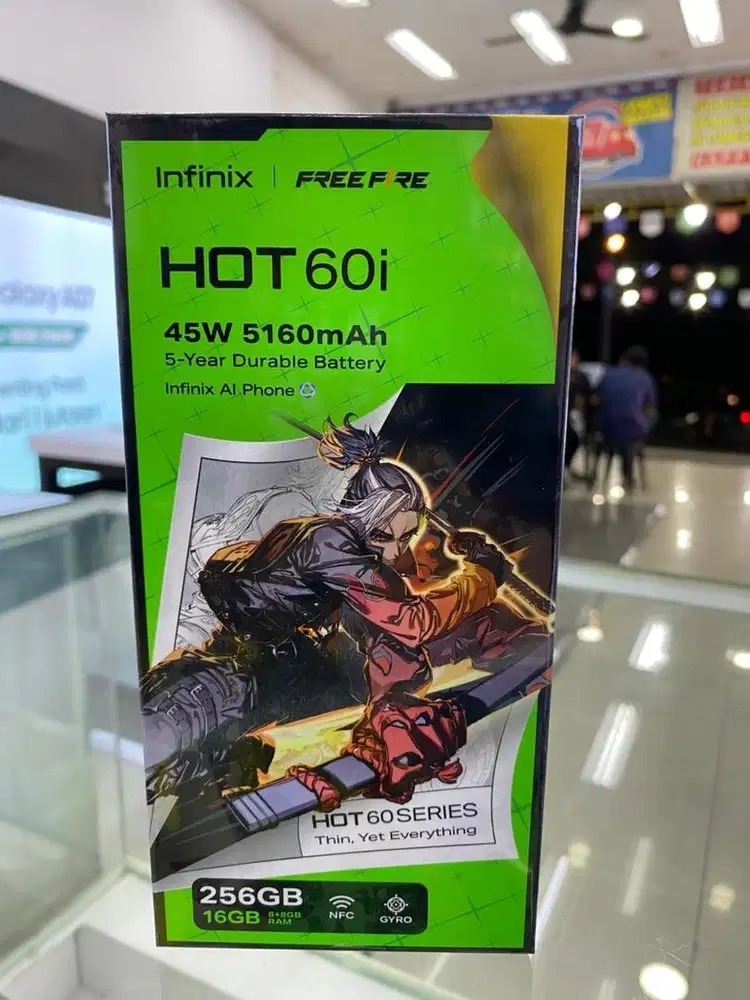 Infinix | FREE FIRE
HOT 60i
45W 5160mAh
5-Year Durable Battery
Infinix AI Phone
HOT 60 SERIES
Thin, Yet Everything
256GB
16GB 8+8GB RAM
NFC
GYRO